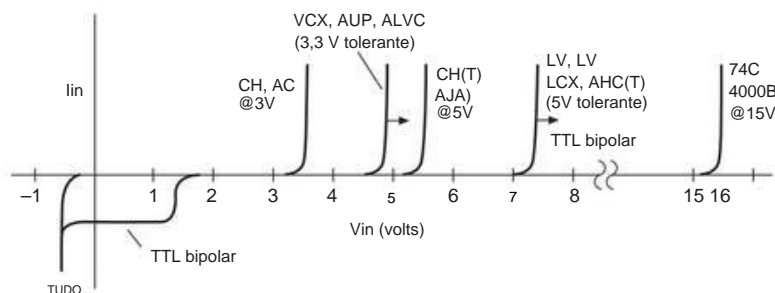 VCX, AUP, ALVC
(3,3 V tolerante)
Iin
CH, AC
@3V
CH(T)
AJA)
@5V
LV, LV
LCX, AHC(T)
(5V tolerante)
TTL bipolar
74C
4000B
@15V
–1
1
2
3
4
5
6
7
8
15 16
Vin (volts)
TTL bipolar
TUDO